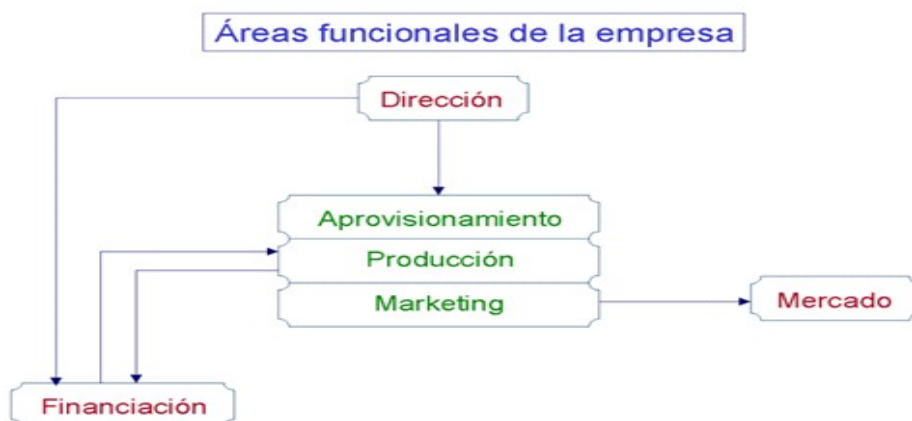 Áreas funcionales de la empresa
Dirección
Aprovisionamiento
Producción
Marketing
Mercado
Financiación